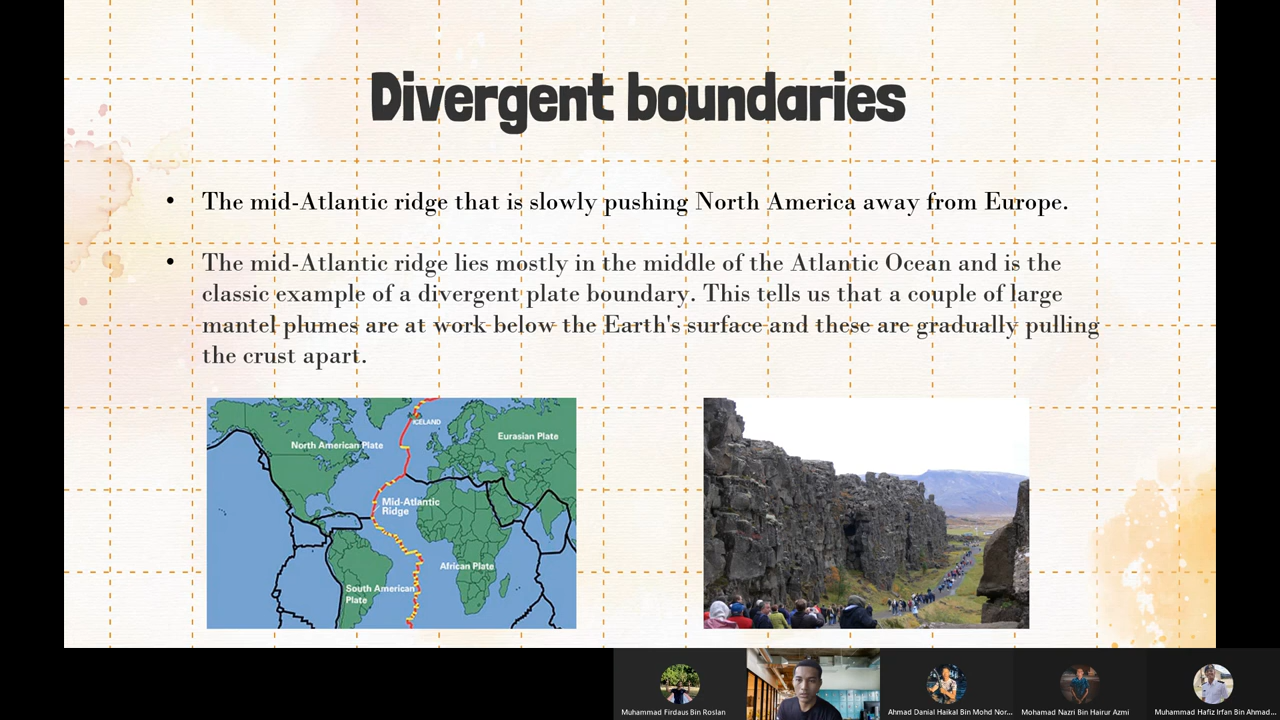 Divergent boundaries
• The mid-Atlantic ridge that is slowly pushing North America away from Europe.
• The mid-Atlantic ridge lies mostly in the middle of the Atlantic Ocean and is the
classic example of a divergent plate boundary. This tells us that a couple of large
mantel plumes are at work below the Earth's surface and these are gradually pulling
the crust apart.
ICELAND
North American Plate
Eurasian Plate
Mid-Atlantic
Ridge
African Plate
South American
Plate
Muhammad Firdaus Bin Roslan
Ahmad Danial Haikal Bin Mohd Nor...
Mohamad Nazri Bin Hairur Azmi
Muhammad Hafiz Irfan Bin Ahmad...